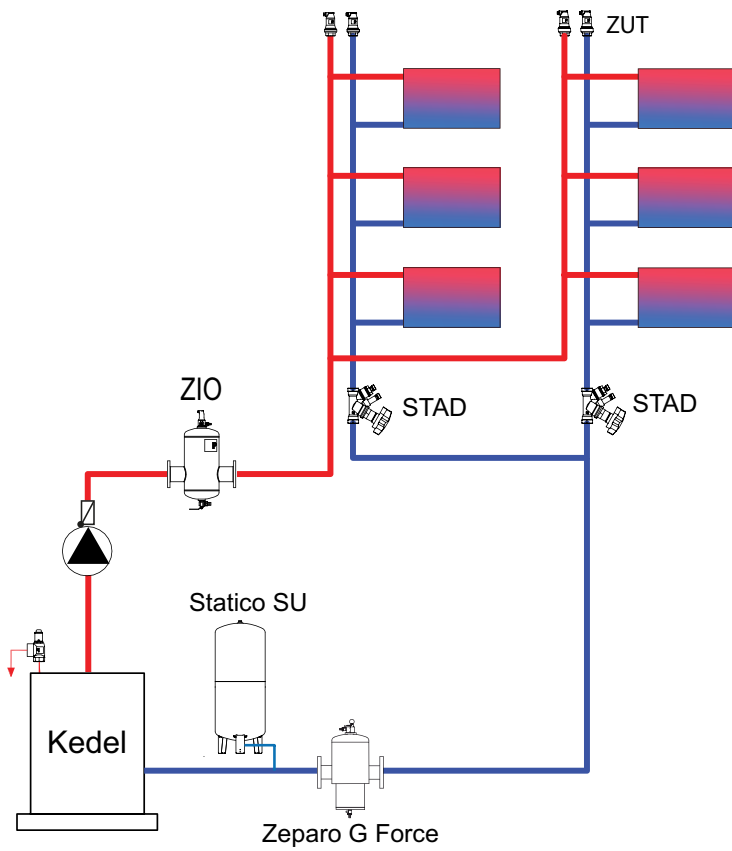 ZUT
ZIO
STAD
STAD
Statico SU
Kedel
Zeparo G Force